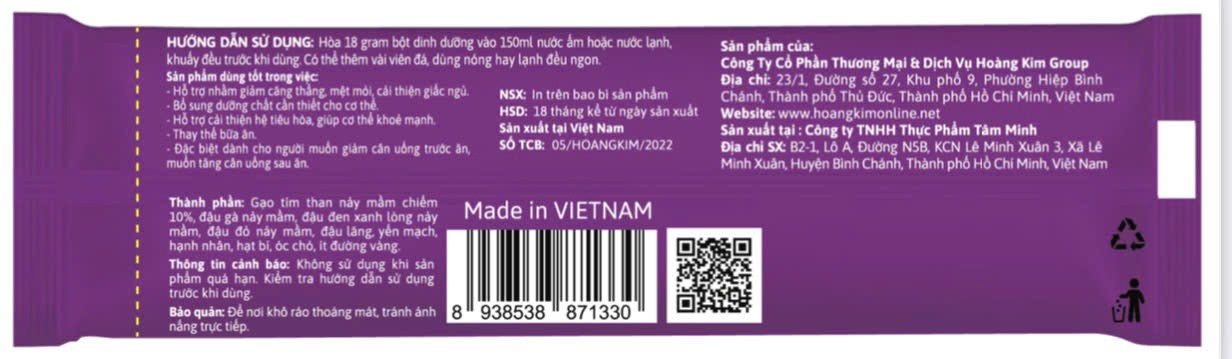 HƯỚNG DẪN SỬ DỤNG: Hòa 18 gram bột dinh dưỡng vào 150ml nước ấm hoặc nước lạnh,
khuấy đều trước khi dùng. Có thể thêm vài viên đá, dùng nóng hay lạnh đều ngon.
Sản phẩm dùng tốt trong việc:
- Hỗ trợ nhằm giảm căng thẳng, mệt mỏi, cải thiện giấc ngủ.
- Bổ sung dưỡng chất cần thiết cho cơ thể.
- Hỗ trợ cải thiện hệ tiêu hóa, giúp cơ thể khoẻ mạnh.
- Thay thế bữa ăn.
- Đặc biệt dành cho người muốn giảm cân uống trước ăn,
muốn tăng cân uống sau ăn.
NSX: In trên bao bì sản phẩm
HSD: 18 tháng kể từ ngày sản xuất
Sản xuất tại Việt Nam
SỐ TCB: 05/HOANGKIM/2022
Sản phẩm của:
Công Ty Cổ Phần Thương Mại & Dịch Vụ Hoàng Kim Group
Địa chỉ: 23/1, Đường số 27, Khu phố 9, Phường Hiệp Bình
Chánh, Thành phố Thủ Đức, Thành phố Hồ Chí Minh, Việt Nam
Website: www.hoangkimonline.net
Sản xuất tại : Công ty TNHH Thực Phẩm Tâm Minh
Địa chỉ SX: B2-1, Lô A, Đường N5B, KCN Lê Minh Xuân 3, Xã Lê
Minh Xuân, Huyện Bình Chánh, Thành phố Hồ Chí Minh, Việt Nam
Thành phần: Gạo tím than nảy mầm chiếm
10%, đậu gà nảy mầm, đậu đen xanh lòng nảy
mầm, đậu đỏ nảy mầm, đậu lăng, yến mạch,
hạnh nhân, hạt bí, óc chó, ít đường vàng.
Thông tin cảnh báo: Không sử dụng khi sản
phẩm quá hạn. Kiểm tra hướng dẫn sử dụng
trước khi dùng.
Bảo quản: Để nơi khô ráo thoáng mát, tránh ánh
nắng trực tiếp.
Made in VIETNAM
8 938538 871330